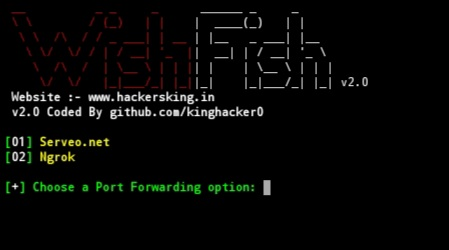 WishFish v2.0
Website :- www.hackersking.in
v2.0 Coded By github.com/kinghacker0
[01] Serveo.net
[02] Ngrok
[+] Choose a Port Forwarding option: